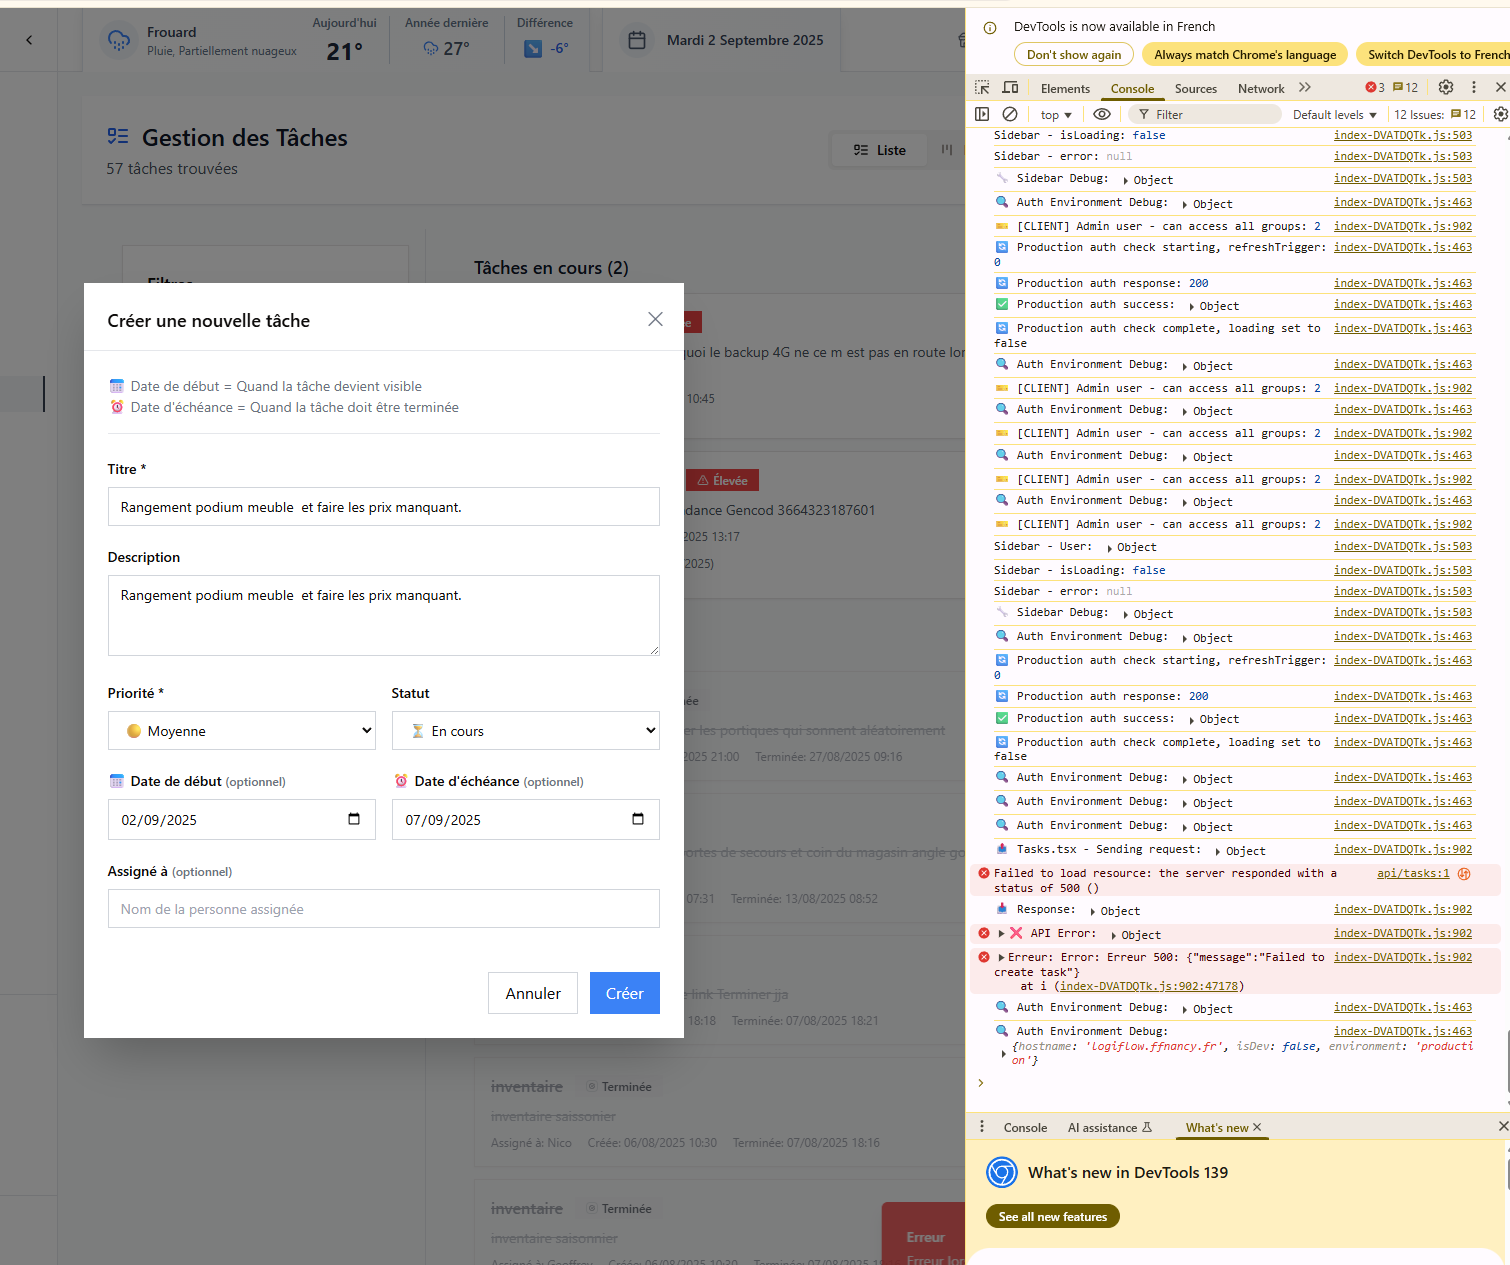 Frouard
Pluie, Partiellement nuageux
Aujourd'hui
21°
Année dernière
27°
Différence
-6°
Mardi 2 Septembre 2025
Gestion des Tâches
57 tâches trouvées
Liste
Filtres
Tâches en cours (2)
uoi le backup 4G ne ce m est pas en route lor
10:45
Élevée
dance Gencod 3664323187601
2025 13:17
2025)
er les portiques qui sonnent aléatoirement
2025 21:00 Terminée: 27/08/2025 09:16
ortes de secours et coin du magasin angle go
07:31 Terminée: 13/08/2025 08:52
e link Terminer jja
18:18 Terminée: 07/08/2025 18:21
inventaire Terminée
inventaire saissonier
Assigné à: Nico Créée: 06/08/2025 10:30 Terminée: 07/08/2025 18:16
inventaire Terminée
inventaire saisonnier
Assigné à: Geoffrey Créée: 06/08/2025 10:30 Terminée: 07/08/2025
Erreur
Créer une nouvelle tâche
Date de début = Quand la tâche devient visible
Date d'échéance = Quand la tâche doit être terminée
Titre *
Rangement podium meuble  et faire les prix manquant.
Description
Rangement podium meuble  et faire les prix manquant.
Priorité *
Moyenne
Statut
En cours
Date de début (optionnel)
02/09/2025
Date d'échéance (optionnel)
07/09/2025
Assigné à (optionnel)
Nom de la personne assignée
Annuler
Créer
DevTools is now available in French
Don't show again
Always match Chrome's language
Switch DevTools to French
Elements Console Sources Network 3 12
top Filter Default levels 12 Issues: 12
Sidebar - isLoading: false index-DVATDQTk.js:503
Sidebar - error: null index-DVATDQTk.js:503
Sidebar Debug: Object index-DVATDQTk.js:503
Auth Environment Debug: Object index-DVATDQTk.js:463
[CLIENT] Admin user - can access all groups: 2 index-DVATDQTk.js:902
Production auth check starting, refreshTrigger: index-DVATDQTk.js:463
0
Production auth response: 200 index-DVATDQTk.js:463
Production auth success: Object index-DVATDQTk.js:463
Production auth check complete, loading set to index-DVATDQTk.js:463
false
Auth Environment Debug: Object index-DVATDQTk.js:463
[CLIENT] Admin user - can access all groups: 2 index-DVATDQTk.js:902
Auth Environment Debug: Object index-DVATDQTk.js:463
[CLIENT] Admin user - can access all groups: 2 index-DVATDQTk.js:902
Auth Environment Debug: Object index-DVATDQTk.js:463
[CLIENT] Admin user - can access all groups: 2 index-DVATDQTk.js:902
Auth Environment Debug: Object index-DVATDQTk.js:463
[CLIENT] Admin user - can access all groups: 2 index-DVATDQTk.js:902
Sidebar - User: Object index-DVATDQTk.js:503
Sidebar - isLoading: false index-DVATDQTk.js:503
Sidebar - error: null index-DVATDQTk.js:503
Sidebar Debug: Object index-DVATDQTk.js:503
Auth Environment Debug: Object index-DVATDQTk.js:463
Production auth check starting, refreshTrigger: index-DVATDQTk.js:463
0
Production auth response: 200 index-DVATDQTk.js:463
Production auth success: Object index-DVATDQTk.js:463
Production auth check complete, loading set to index-DVATDQTk.js:463
false
Auth Environment Debug: Object index-DVATDQTk.js:463
Auth Environment Debug: Object index-DVATDQTk.js:463
Auth Environment Debug: Object index-DVATDQTk.js:463
Tasks.tsx - Sending request: Object index-DVATDQTk.js:902
Failed to load resource: the server responded with a api/tasks:1
status of 500 ()
Response: Object index-DVATDQTk.js:902
API Error: Object index-DVATDQTk.js:902
Erreur: Error: Erreur 500: {"message":"Failed to index-DVATDQTk.js:902
create task"}
at i (index-DVATDQTk.js:902:47178)
Auth Environment Debug: Object index-DVATDQTk.js:463
Auth Environment Debug: index-DVATDQTk.js:463
{hostname: 'logiflow.ffnancy.fr', isDev: false, environment: 'producti
on'}
Console AI assistance What's new
What's new in DevTools 139
See all new features